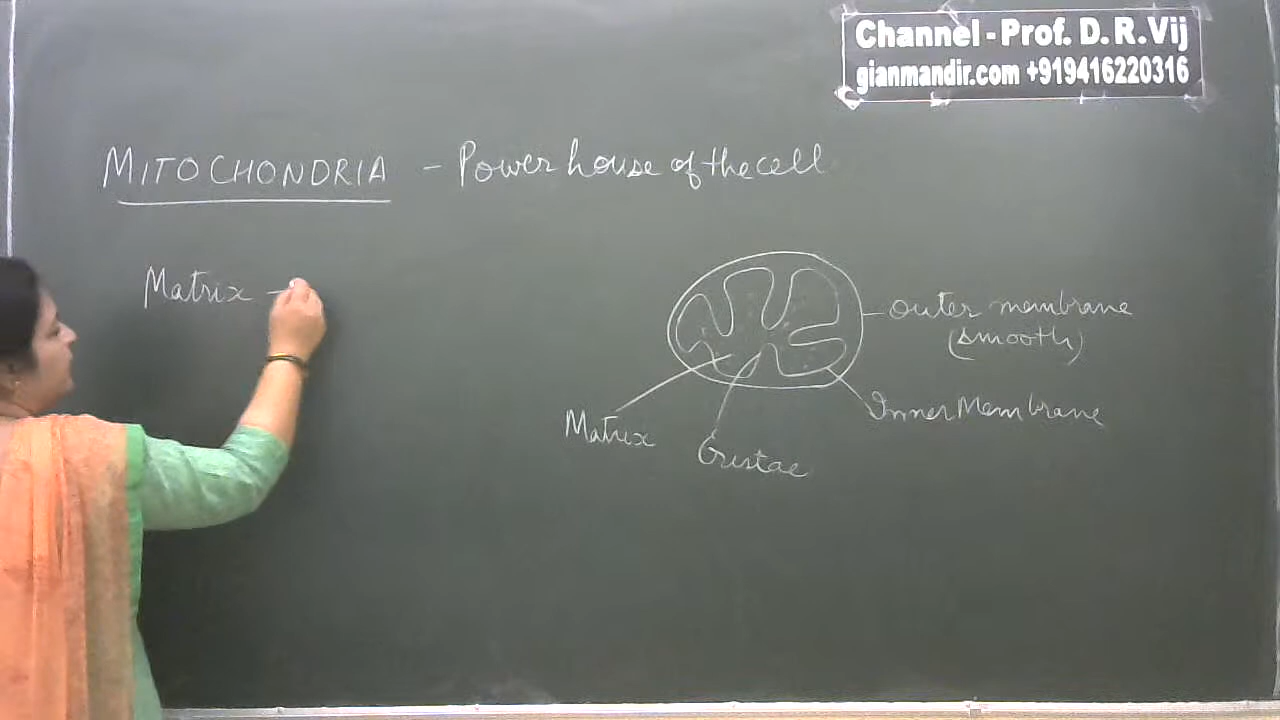 Channel - Prof. D. R. Vij
gianmandir.com +919416220316
MITOCHONDRIA - Power house of the cell
Matrix -
outer membrane
(smooth)
Inner Membrane
Matrix
Cristae